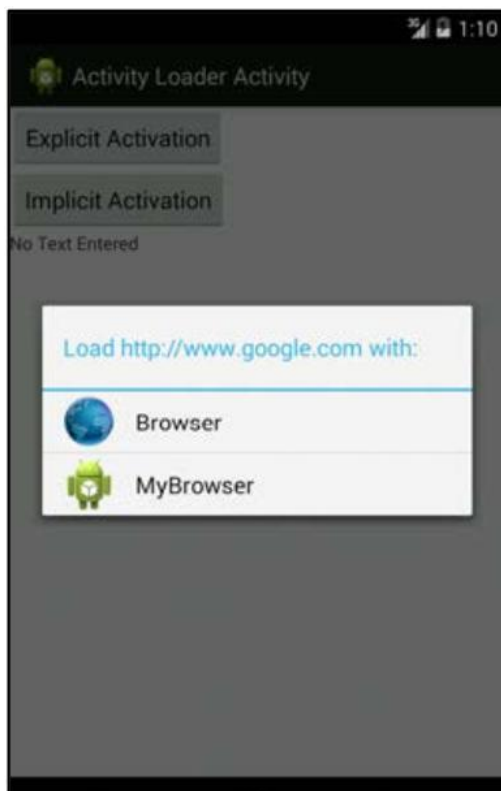 3G 1:10
Activity Loader Activity
Explicit Activation
Implicit Activation
No Text Entered
Load http://www.google.com with:
Browser
MyBrowser